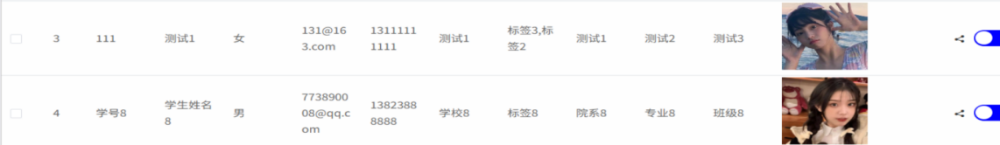 3 111 测试1 女 131@163.com 13111111111 测试1 标签3,标签2 测试1 测试2 测试3
4 学号8 学生姓名8 男 773890008@qq.com 13823888888 学校8 标签8 院系8 专业8 班级8